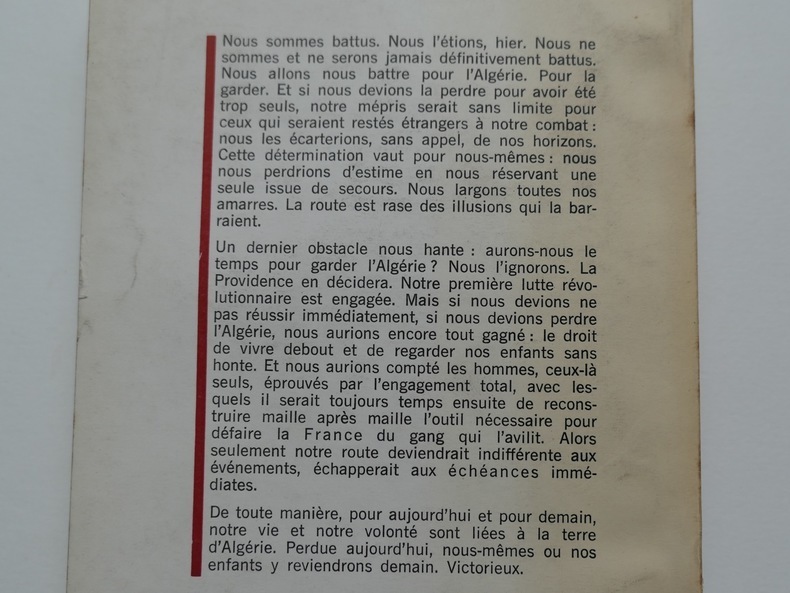 Nous sommes battus. Nous l'étions, hier. Nous ne
sommes et ne serons jamais définitivement battus.
Nous allons nous battre pour l'Algérie. Pour la
garder. Et si nous devions la perdre pour avoir été
trop seuls, notre mépris serait sans limite pour
ceux qui seraient restés étrangers à notre combat :
nous les écarterions, sans appel, de nos horizons.
Cette détermination vaut pour nous-mêmes : nous
nous perdrions d'estime en nous réservant une
seule issue de secours. Nous largons toutes nos
amarres. La route est rase des illusions qui la bar-
raient.
Un dernier obstacle nous hante : aurons-nous le
temps pour garder l'Algérie ? Nous l'ignorons. La
Providence en décidera. Notre première lutte révo-
lutionnaire est engagée. Mais si nous devions ne
pas réussir immédiatement, si nous devions perdre
l'Algérie, nous aurions encore tout gagné : le droit
de vivre debout et de regarder nos enfants sans
honte. Et nous aurions compté les hommes, ceux-là
seuls, éprouvés par l'engagement total, avec les-
quels il serait toujours temps ensuite de recons-
truire maille après maille l'outil nécessaire pour
défaire la France du gang qui l'avilit. Alors
seulement notre route deviendrait indifférente aux
événements, échapperait aux échéances immé-
diates.
De toute manière, pour aujourd'hui et pour demain,
notre vie et notre volonté sont liées à la terre
d'Algérie. Perdue aujourd'hui, nous-mêmes ou nos
enfants y reviendrons demain. Victorieux.